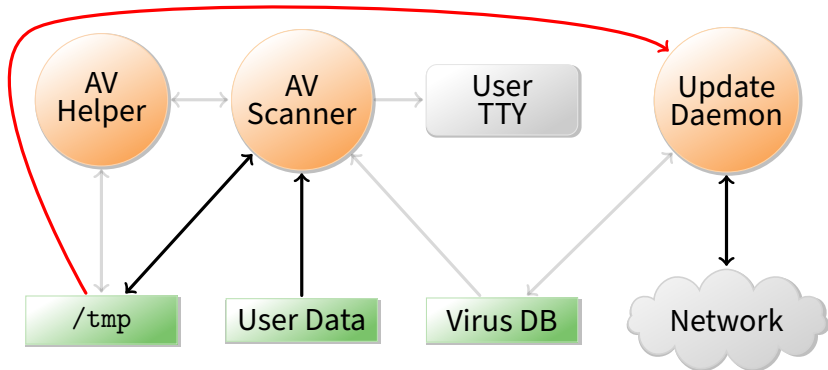 AV
Helper
AV
Scanner
User
TTY
Update
Daemon
/tmp
User Data
Virus DB
Network